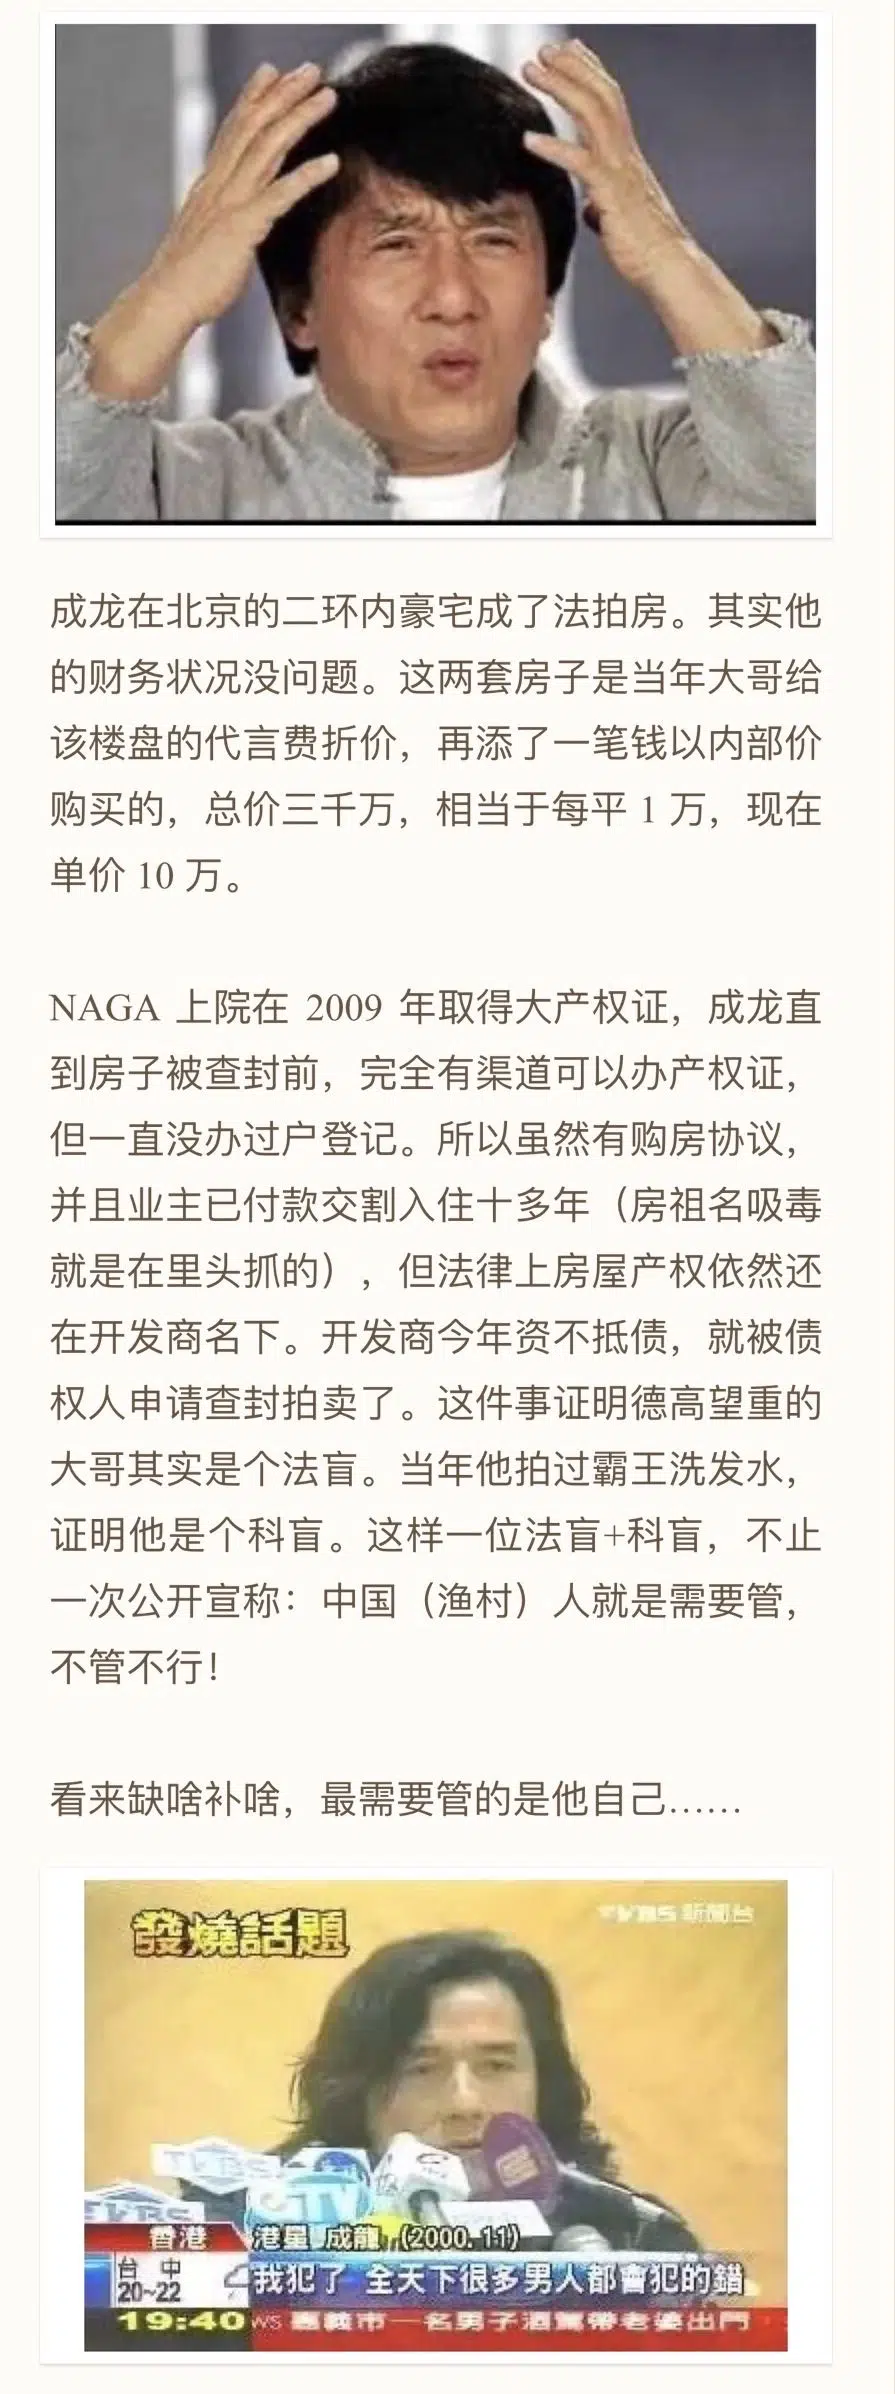 成龙在北京的二环内豪宅成了法拍房。其实他
的财务状况没问题。这两套房子是当年大哥给
该楼盘的代言费折价，再添了一笔钱以内部价
购买的，总价三千万，相当于每平 1 万，现在
单价 10 万。
NAGA 上院在 2009 年取得大产权证，成龙直
到房子被查封前，完全有渠道可以办产权证，
但一直没办过户登记。所以虽然有购房协议，
并且业主已付款交割入住十多年（房祖名吸毒
就是在里头抓的），但法律上房屋产权依然还
在开发商名下。开发商今年资不抵债，就被债
权人申请查封拍卖了。这件事证明德高望重的
大哥其实是个法盲。当年他拍过霸王洗发水，
证明他是个科盲。这样一位法盲+科盲，不止
一次公开宣称：中国（渔村）人就是需要管，
不管不行！
看来缺啥补啥，最需要管的是他自己……
發燒話題
TVBS 新聞台
TVBS
CTV
TVBS
香港
港星 成龍 (2000.11)
台 中
20~22
我犯了 全天下很多男人都會犯的錯
19:40
WS 嘉義市一名男子酒駕帶老婆出門